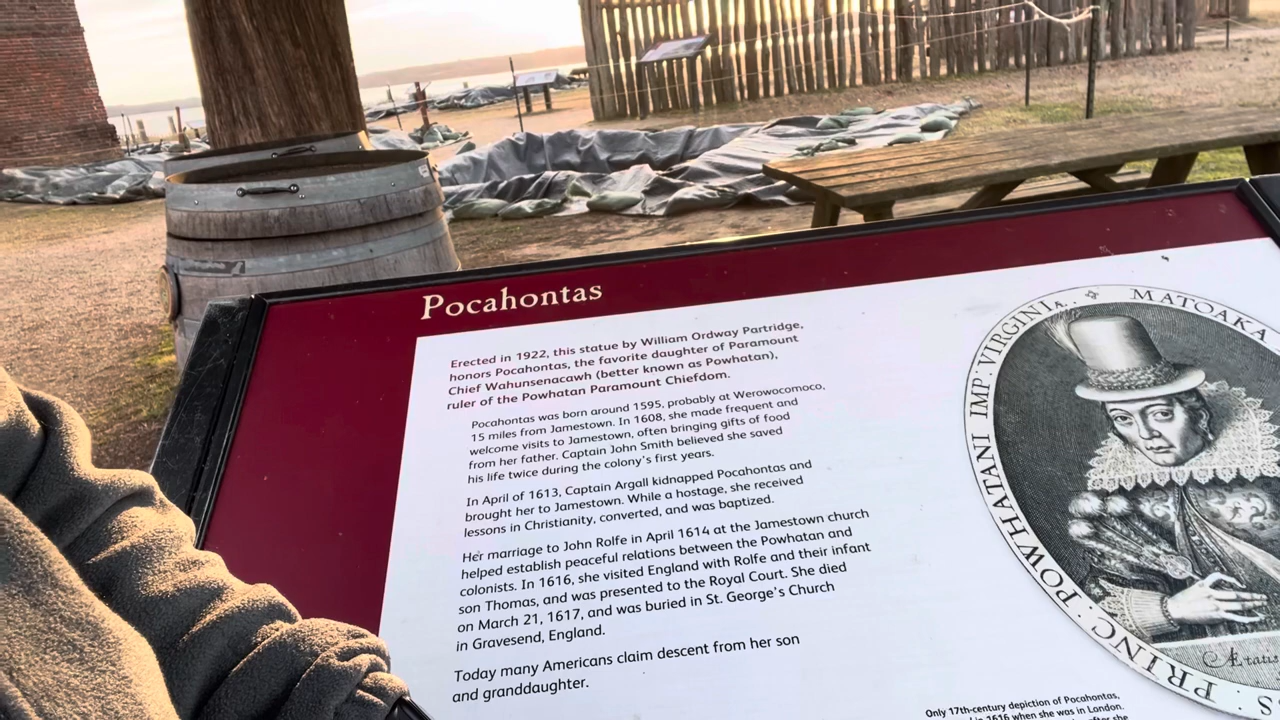 Pocahontas
Erected in 1922, this statue by William Ordway Partridge,
honors Pocahontas, the favorite daughter of Paramount
Chief Wahunsenacawh (better known as Powhatan),
ruler of the Powhatan Paramount Chiefdom.
Pocahontas was born around 1595, probably at Werowocomoco,
15 miles from Jamestown. In 1608, she made frequent and
welcome visits to Jamestown, often bringing gifts of food
from her father. Captain John Smith believed she saved
his life twice during the colony's first years.
In April of 1613, Captain Argall kidnapped Pocahontas and
brought her to Jamestown. While a hostage, she received
lessons in Christianity, converted, and was baptized.
Her marriage to John Rolfe in April 1614 at the Jamestown church
helped establish peaceful relations between the Powhatan and
colonists. In 1616, she visited England with Rolfe and their infant
son Thomas, and was presented to the Royal Court. She died
on March 21, 1617, and was buried in St. George's Church
in Gravesend, England.
Today many Americans claim descent from her son
and granddaughter.
MATOAKA
PRINC : POWHATANI IMP : VIRGINIÆ
Ætatis
Only 17th-century depiction of Pocahontas,
in 1616 when she was in London.
after she